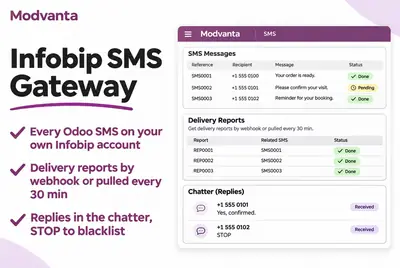 Modvanta
Infobip SMS
Gateway
Every Odoo SMS on your
own Infobip account
Delivery reports by
webhook or pulled every
30 min
Replies in the chatter,
STOP to blacklist
Modvanta SMS
SMS Messages
Reference Recipient Message Status
SMS0001 +1 555 0100 Your order is ready. Done
SMS0002 +1 555 0101 Please confirm your visit. Pending
SMS0003 +1 555 0102 Reminder for your booking. Done
Delivery Reports
Get delivery reports by webhook or pulled every 30 min.
Report Related SMS Status
REP0001 SMS0001 Done
REP0002 SMS0002 Done
REP0003 SMS0003 Done
Chatter (Replies)
+1 555 0101 Received
Yes, confirmed.
+1 555 0102 Received
STOP